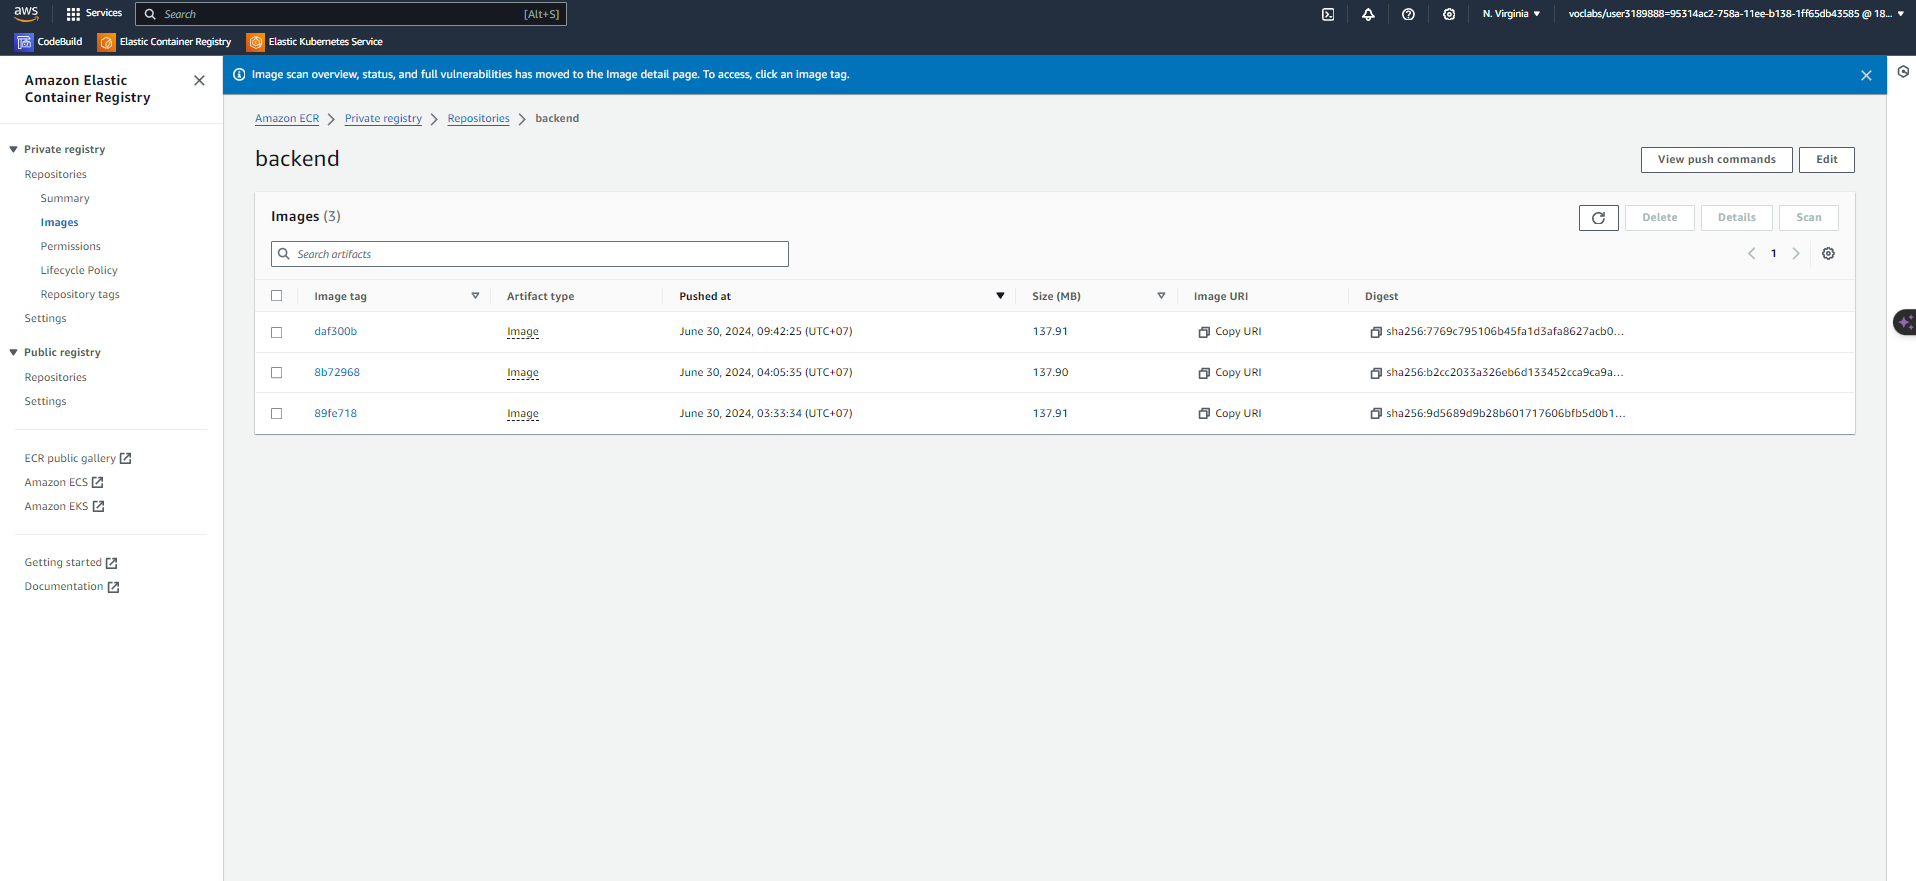 aws Services Search [Alt+S] N. Virginia voclabs/user3189888=95314ac2-758a-11ee-b138-1ff65db43585 @ 18...
CodeBuild Elastic Container Registry Elastic Kubernetes Service
Amazon Elastic
Container Registry
Private registry
Repositories
Summary
Images
Permissions
Lifecycle Policy
Repository tags
Settings
Public registry
Repositories
Settings
ECR public gallery
Amazon ECS
Amazon EKS
Getting started
Documentation
Image scan overview, status, and full vulnerabilities has moved to the Image detail page. To access, click an image tag.
Amazon ECR Private registry Repositories backend
backend View push commands Edit
Images (3) Delete Details Scan
Search artifacts 1
Image tag Artifact type Pushed at Size (MB) Image URI Digest
daf300b Image June 30, 2024, 09:42:25 (UTC+07) 137.91 Copy URI sha256:7769c795106b45fa1d3afa8627acb0...
8b72968 Image June 30, 2024, 04:05:35 (UTC+07) 137.90 Copy URI sha256:b2cc2033a326eb6d133452cca9ca9a...
89fe718 Image June 30, 2024, 03:33:34 (UTC+07) 137.91 Copy URI sha256:9d5689d9b28b601717606bfb5d0b1...